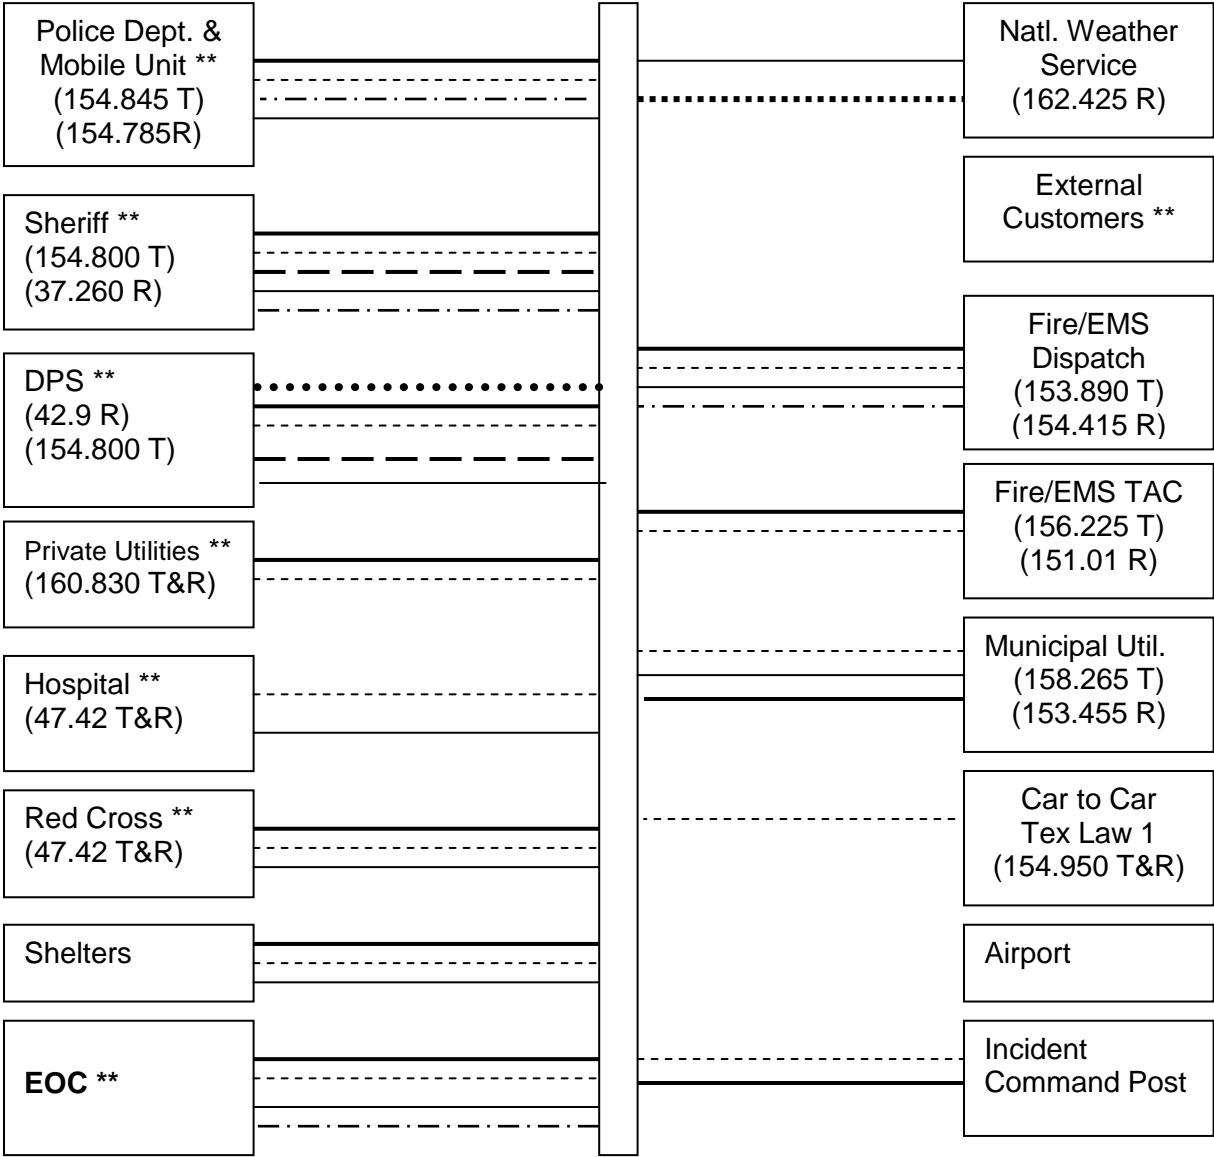 Police Dept. &
Mobile Unit **
(154.845 T)
(154.785R)
Sheriff **
(154.800 T)
(37.260 R)
DPS **
(42.9 R)
(154.800 T)
Private Utilities **
(160.830 T&R)
Hospital **
(47.42 T&R)
Red Cross **
(47.42 T&R)
Shelters
EOC **
Natl. Weather
Service
(162.425 R)
External
Customers **
Fire/EMS
Dispatch
(153.890 T)
(154.415 R)
Fire/EMS TAC
(156.225 T)
(151.01 R)
Municipal Util.
(158.265 T)
(153.455 R)
Car to Car
Tex Law 1
(154.950 T&R)
Airport
Incident
Command Post